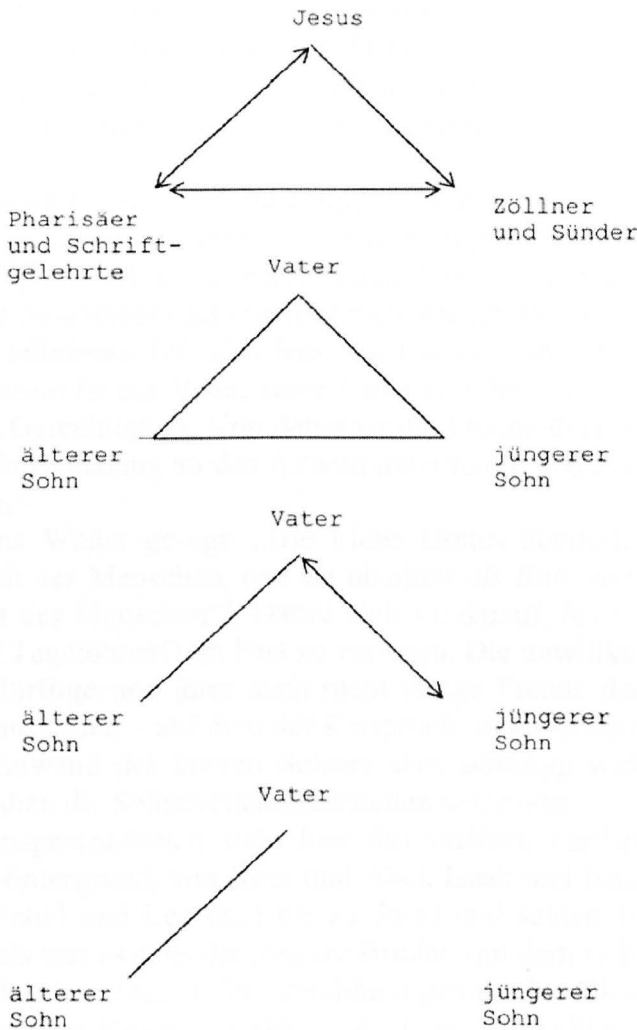 Jesus
Pharisäer
und Schrift-
gelehrte
Zöllner
und Sünder
Vater
älterer
Sohn
jüngerer
Sohn
Vater
älterer
Sohn
jüngerer
Sohn
Vater
älterer
Sohn
jüngerer
Sohn